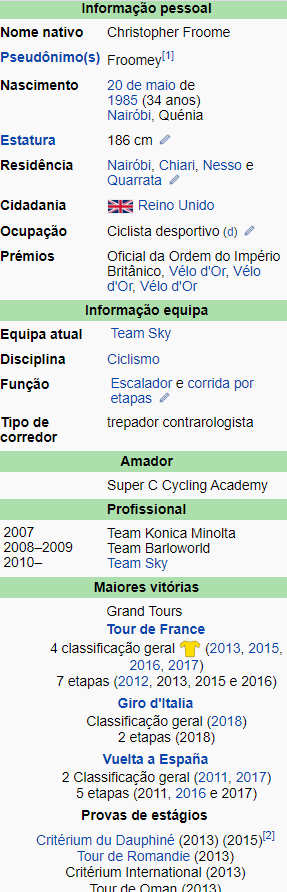 Informação pessoal
Nome nativo Christopher Froome
Pseudônimo(s) Froomey[1]
Nascimento 20 de maio de
1985 (34 anos)
Nairóbi, Quénia
Estatura 186 cm
Residência Nairóbi, Chiari, Nesso e
Quarrata
Cidadania Reino Unido
Ocupação Ciclista desportivo (d)
Prémios Oficial da Ordem do Império
Britânico, Vélo d'Or, Vélo
d'Or, Vélo d'Or
Informação equipa
Equipa atual Team Sky
Disciplina Ciclismo
Função Escalador e corrida por
etapas
Tipo de trepador contrarologista
corredor
Amador
Super C Cycling Academy
Profissional
2007 Team Konica Minolta
2008–2009 Team Barloworld
2010– Team Sky
Maiores vitórias
Grand Tours
Tour de France
4 classificação geral (2013, 2015,
2016, 2017)
7 etapas (2012, 2013, 2015 e 2016)
Giro d'Italia
Classificação geral (2018)
2 etapas (2018)
Vuelta a España
2 Classificação geral (2011, 2017)
5 etapas (2011, 2016 e 2017)
Provas de estágios
Critérium du Dauphiné (2013) (2015)[2]
Tour de Romandie (2013)
Critérium International (2013)
Tour de Oman (2013)